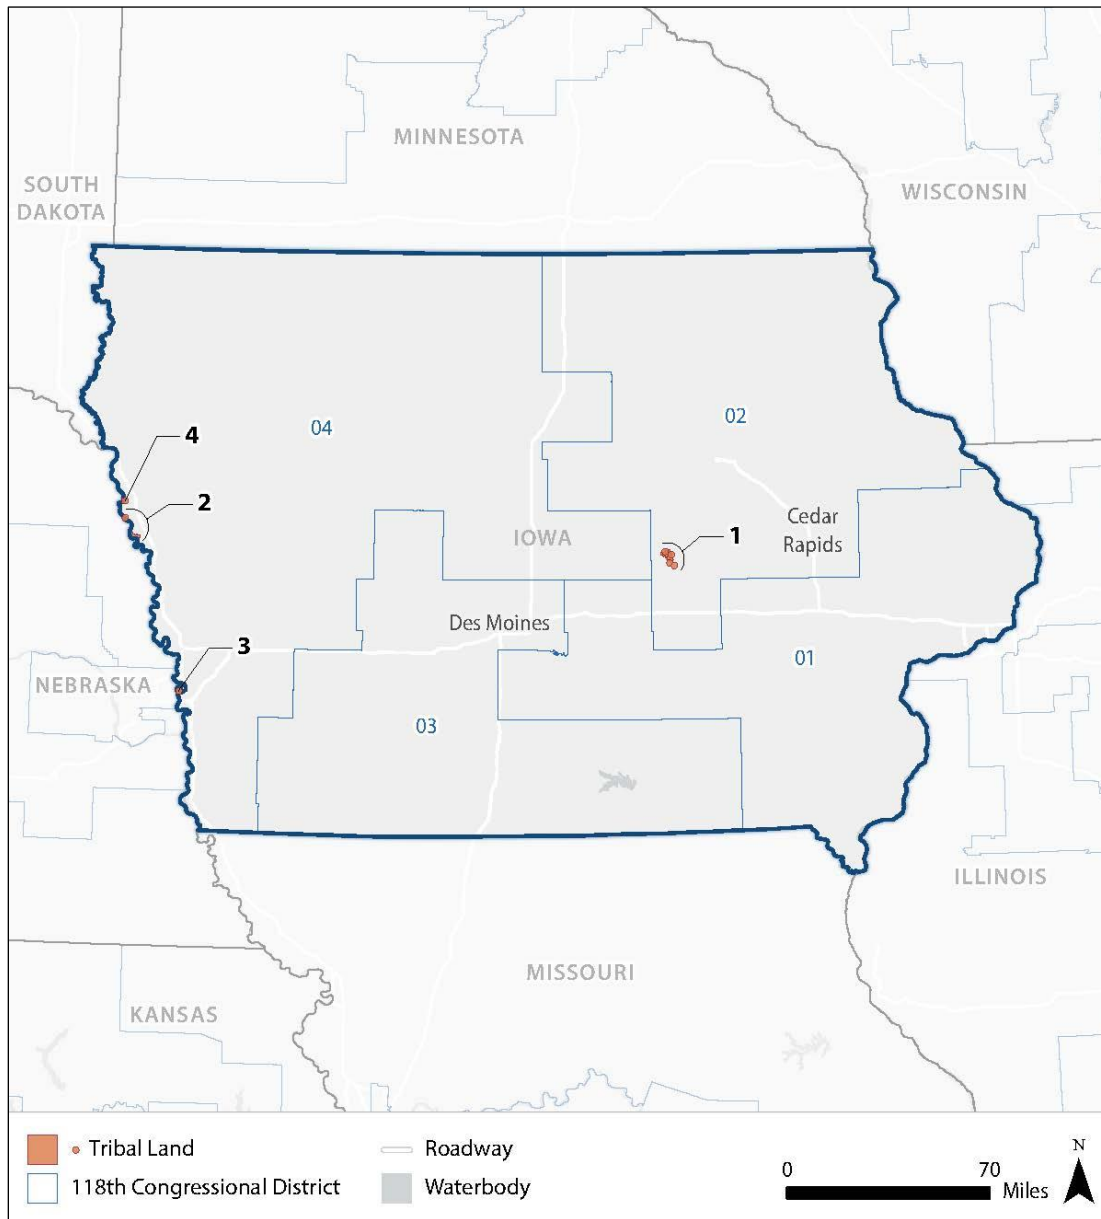 MINNESOTA
SOUTH
DAKOTA
WISCONSIN
04
02
4
2
Cedar
Rapids
IOWA
1
Des Moines
3
01
NEBRASKA
03
ILLINOIS
MISSOURI
KANSAS
Tribal Land
Roadway
118th Congressional District
Waterbody
0
70
Miles
N